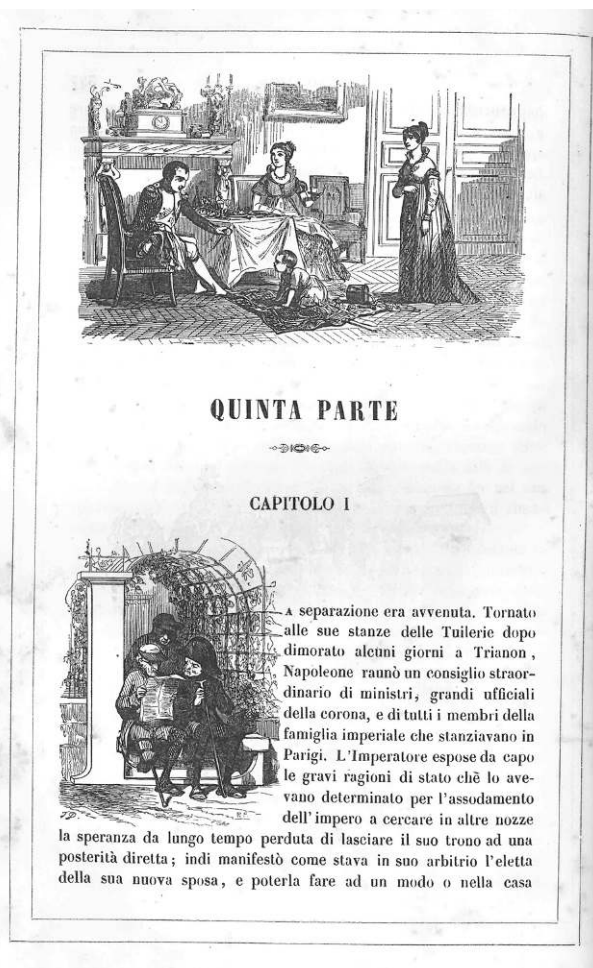 QUINTA PARTE
CAPITOLO I
LA separazione era avvenuta. Tornato
alle sue stanze delle Tuilerie dopo
dimorato alcuni giorni a Trianon,
Napoleone raunò un consiglio straor-
dinario di ministri, grandi ufficiali
della corona, e di tutti i membri della
famiglia imperiale che stanziavano in
Parigi. L'Imperatore espose da capo
le gravi ragioni di stato chè lo ave-
vano determinato per l'assodamento
dell'impero a cercare in altre nozze
la speranza da lungo tempo perduta di lasciare il suo trono ad una
posterità diretta; indi manifestò come stava in suo arbitrio l'eletta
della sua nuova sposa, e poterla fare ad un modo o nella casa